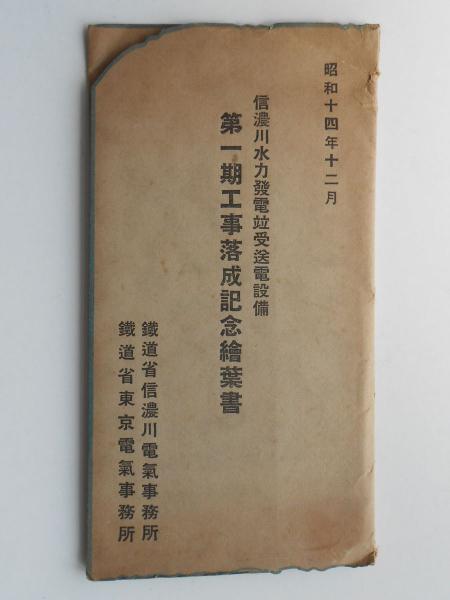 昭和十四年十二月
信濃川水力發電竝受送電設備
第一期工事落成記念繪葉書
鐵道省信濃川電氣事務所
鐵道省東京電氣事務所